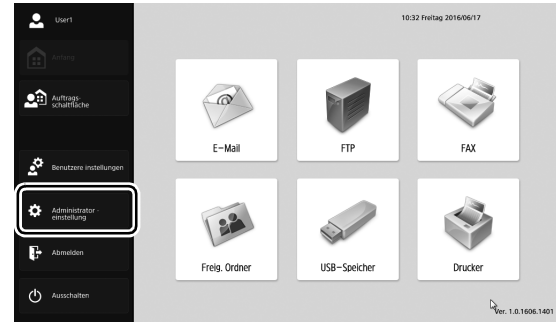 User1
10:32 Freitag 2016/06/17
Anfang
Auftrags-
schaltfläche
Benutzere instellungen
Administrator -
einstellung
Abmelden
Ausschalten
E-Mail
FTP
FAX
Freig. Ordner
USB-Speicher
Drucker
Ver. 1.0.1606.1401